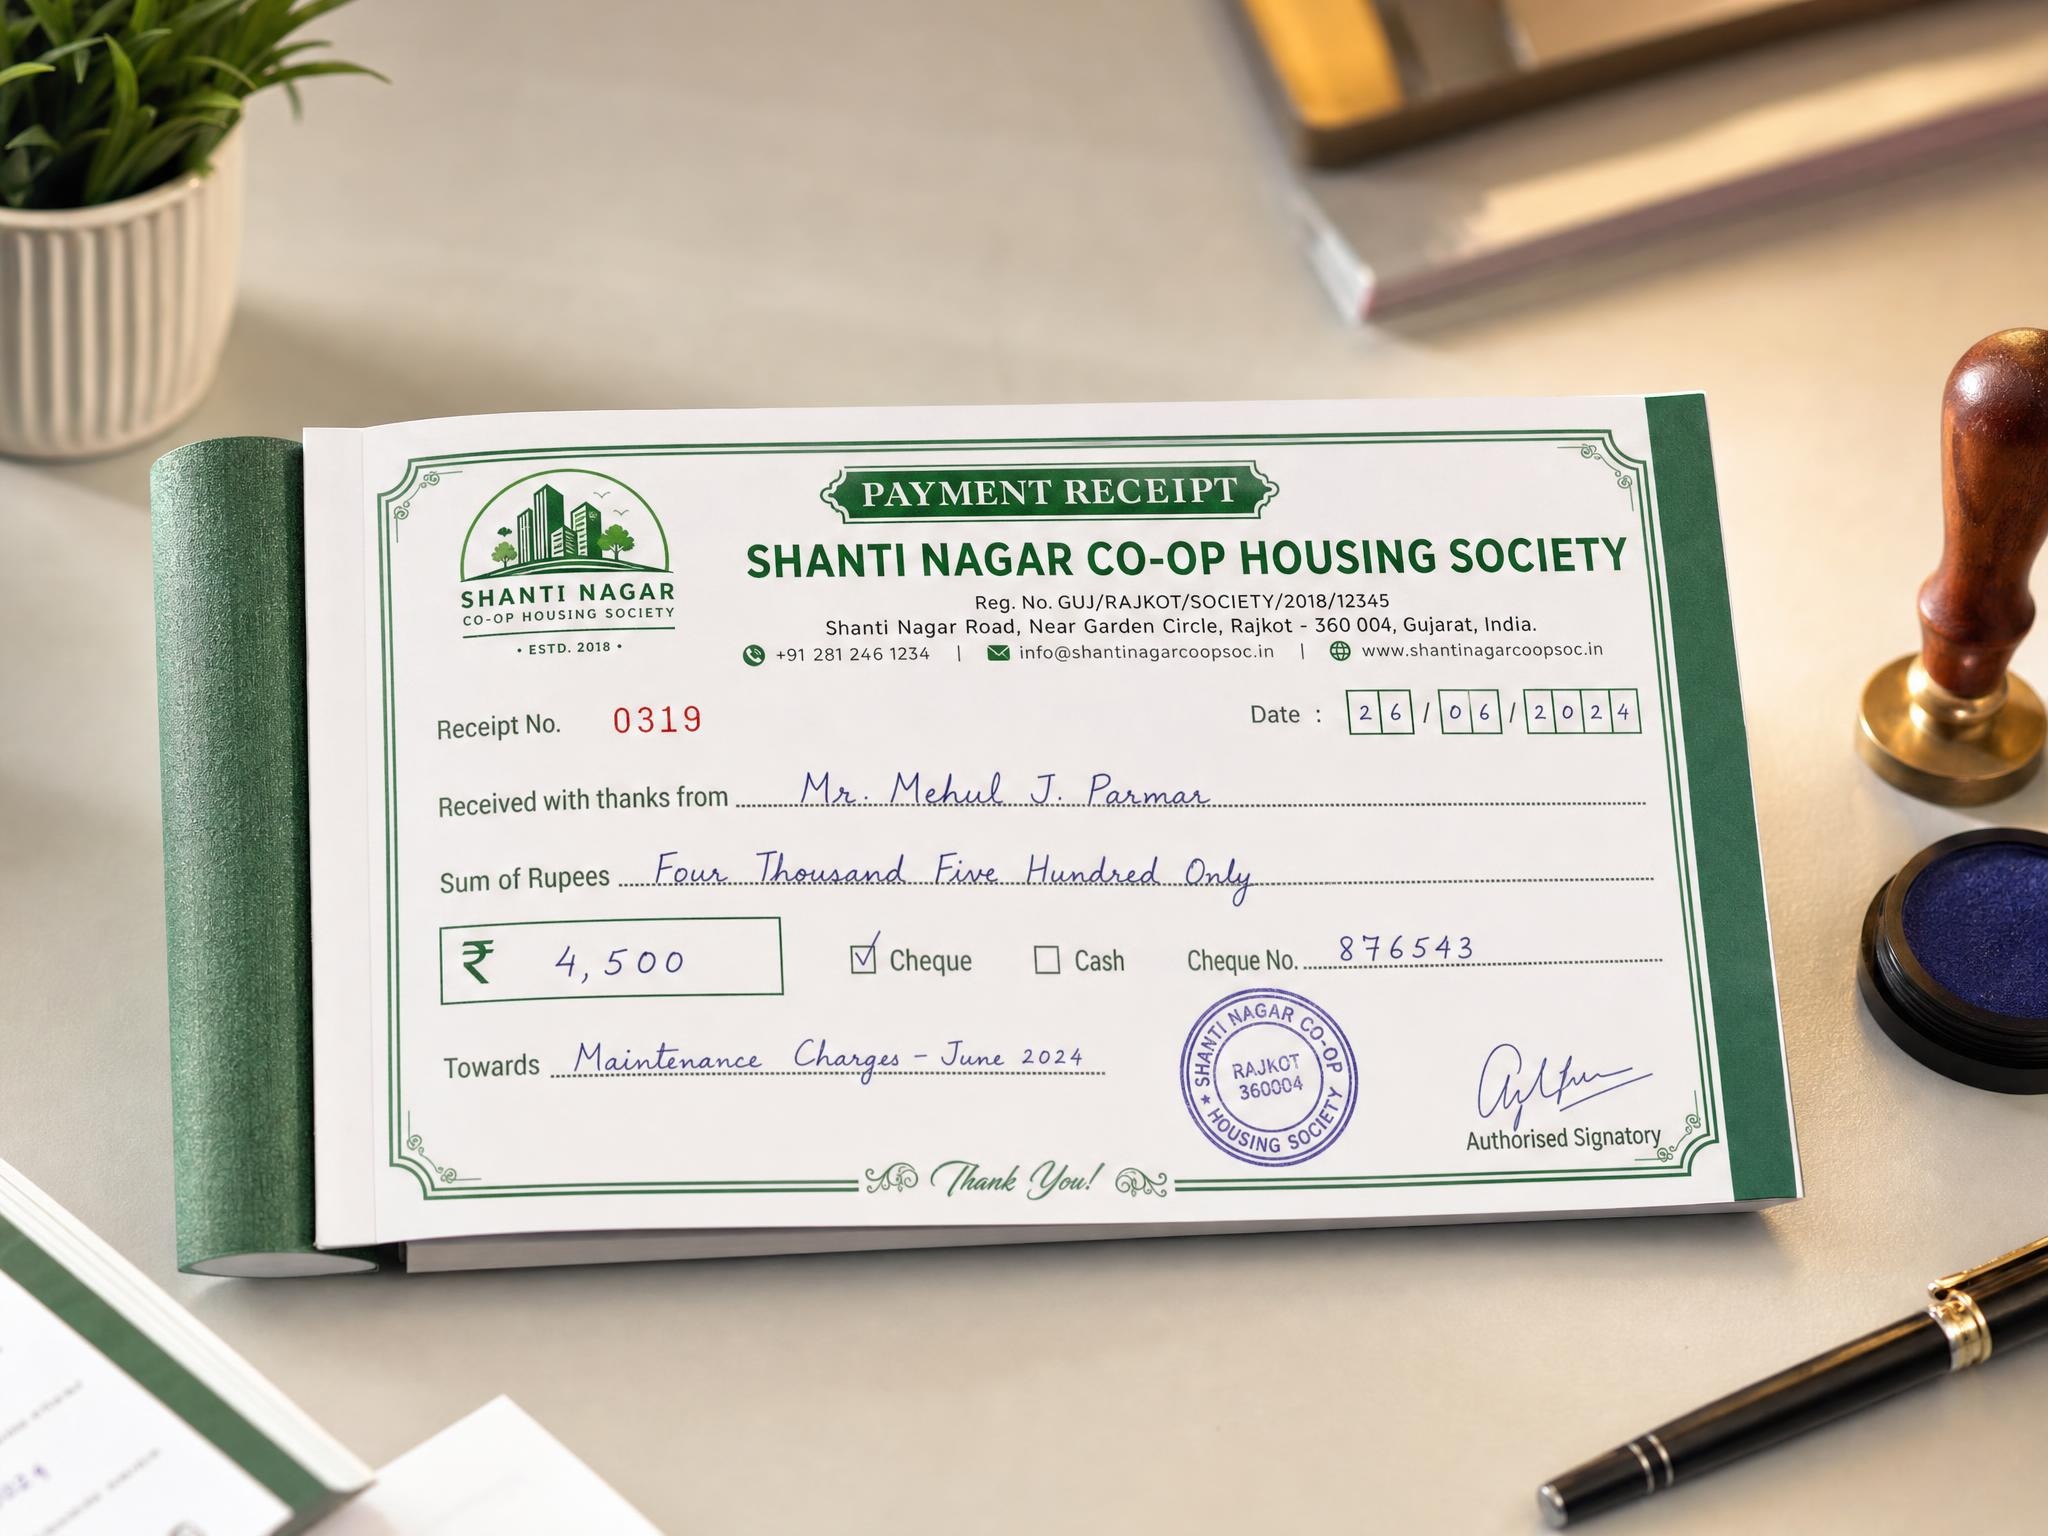 SHANTI NAGAR
CO-OP HOUSING SOCIETY
• ESTD. 2018 •
PAYMENT RECEIPT
SHANTI NAGAR CO-OP HOUSING SOCIETY
Reg. No. GUJ/RAJKOT/SOCIETY/2018/12345
Shanti Nagar Road, Near Garden Circle, Rajkot - 360 004, Gujarat, India.
+91 281 246 1234 | info@shantinagarcoopsoc.in | www.shantinagarcoopsoc.in
Receipt No. 0319 Date : 26/06/2024
Received with thanks from Mr. Mehul J. Parmar
Sum of Rupees Four Thousand Five Hundred Only
₹ 4,500 Cheque Cash Cheque No. 876543
Towards Maintenance Charges - June 2024
SHANTI NAGAR CO-OP
★ HOUSING SOCIETY
RAJKOT
360004
Authorised Signatory
Thank You!